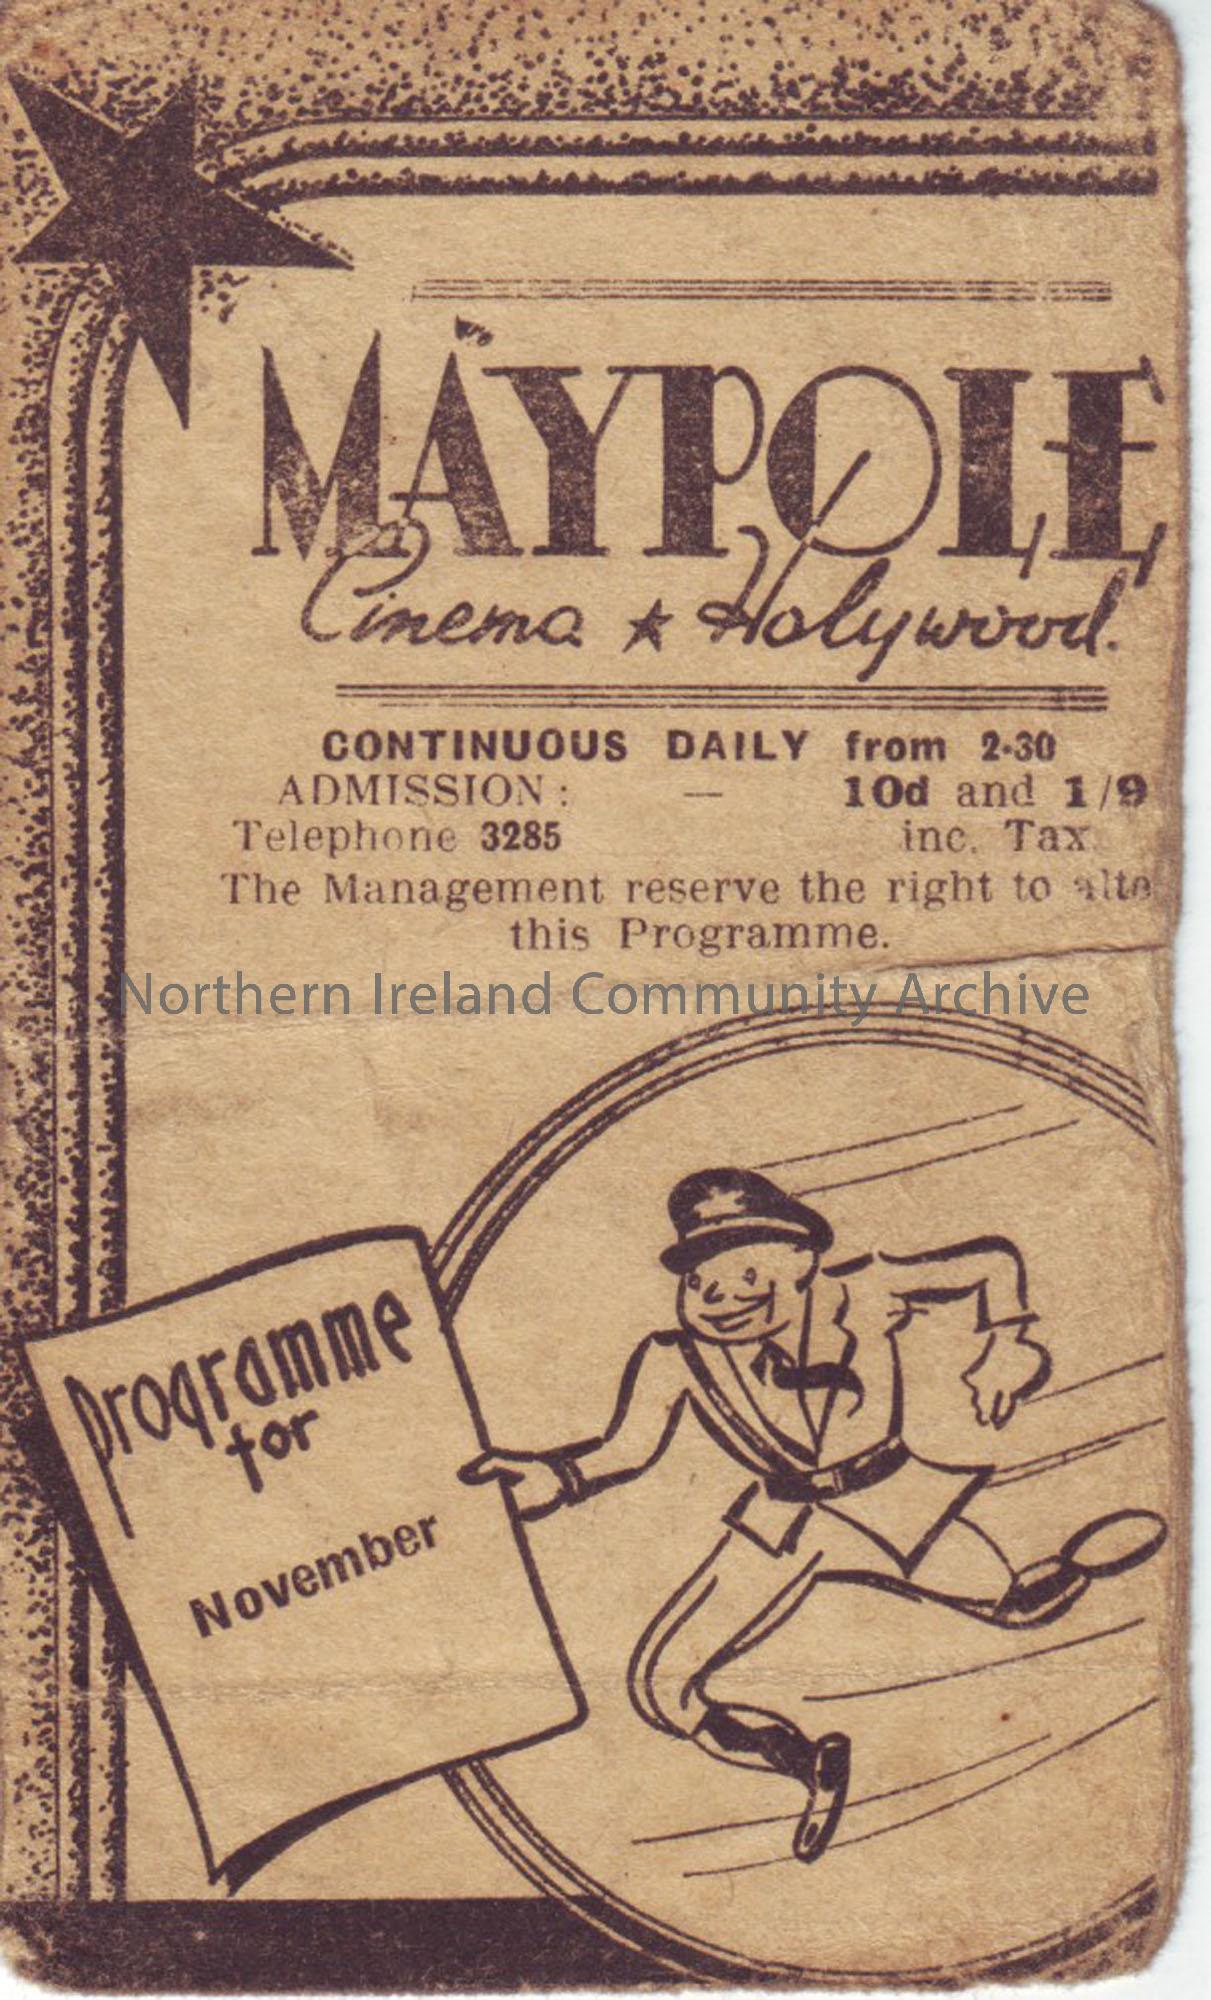 MAYPOLE
Cinema ★ Holywood.
CONTINUOUS DAILY from 2-30
ADMISSION : — 10d and 1/9
Telephone 3285 inc. Tax.
The Management reserve the right to alte
this Programme.
Northern Ireland Community Archive
programme
for
November